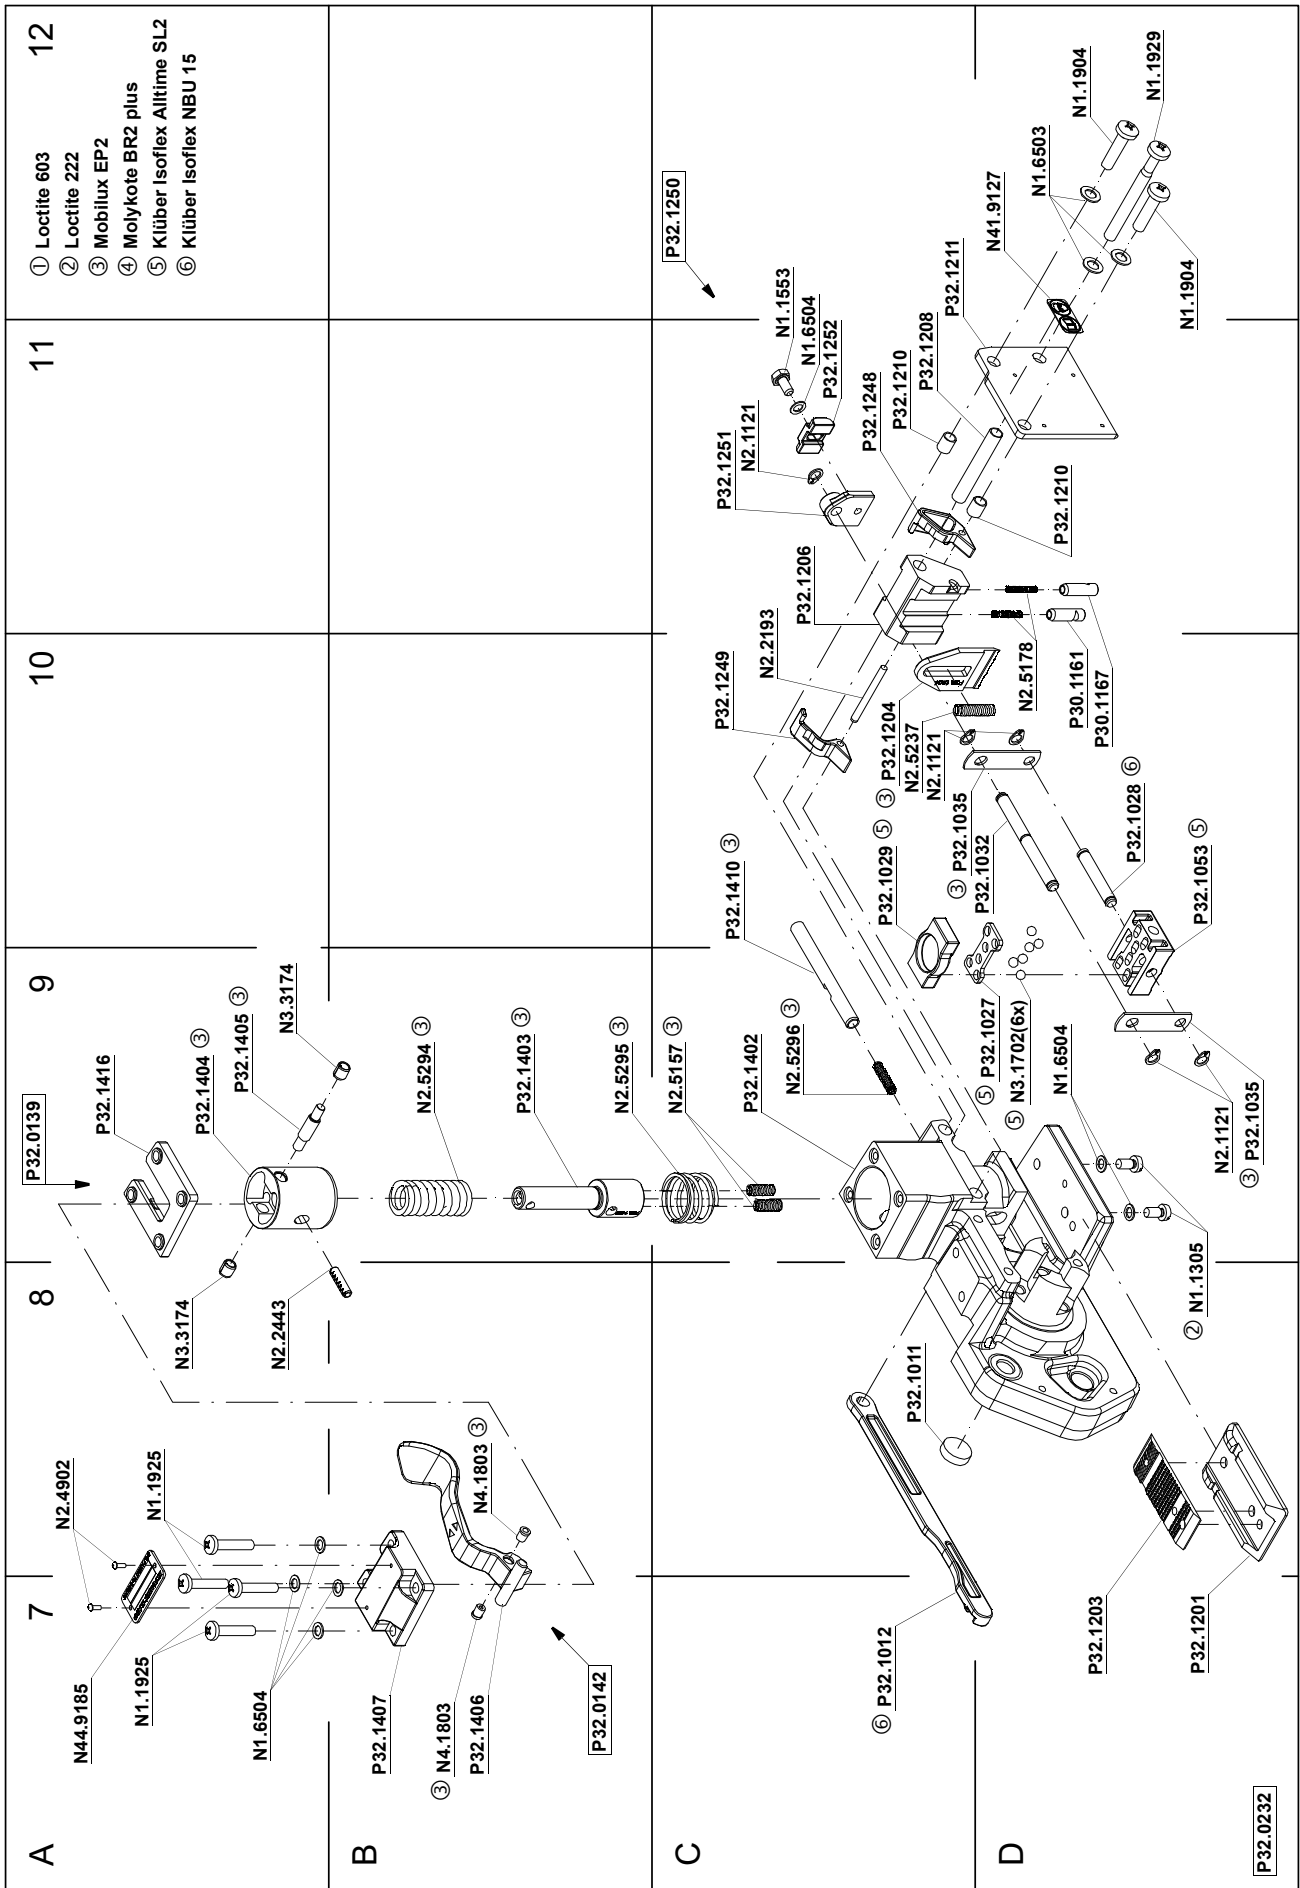 A
B
C
D
7
8
9
10
11
12
① Loctite 603
② Loctite 222
③ Mobilux EP2
④ Molykote BR2 plus
⑤ Klüber Isoflex Alltime SL2
⑥ Klüber Isoflex NBU 15
N44.9185
N2.4902
N1.1925
N1.1925
N1.6504
P32.1407
③ N4.1803
P32.1406
N4.1803 ③
P32.0142
P32.0139
P32.1416
P32.1404 ③
P32.1405 ③
N3.3174
N3.3174
N2.2443
N2.5294 ③
P32.1403 ③
N2.5295 ③
N2.5157 ③
P32.1402
N2.5296 ③
P32.1410 ③
P32.1249
N2.2193
P32.1206
P32.1251
N2.1121
N1.1553
N1.6504
P32.1252
P32.1248
P32.1210
P32.1208
P32.1211
N41.9127
N1.6503
N1.1904
N1.1929
N1.1904
P32.1250
P32.1210
N2.5178
P30.1161
P30.1167
③ P32.1204
N2.5237
N2.1121
③ P32.1035
P32.1032
P32.1028 ⑥
P32.1029 ⑤
P32.1053 ⑤
⑤ P32.1027
⑤ N3.1702(6x)
N1.6504
N2.1121
③ P32.1035
② N1.1305
P32.1011
⑥ P32.1012
P32.1203
P32.1201
P32.0232